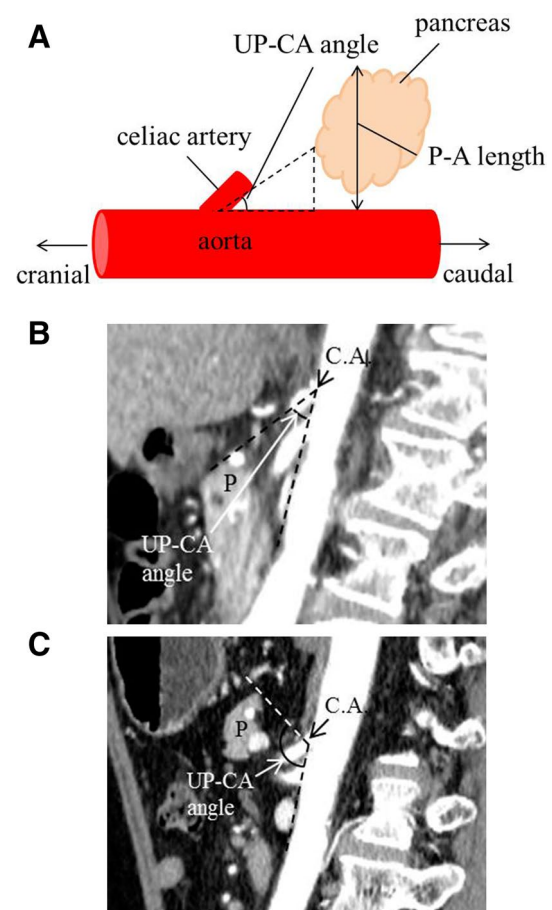 A
pancreas
UP-CA angle
celiac artery
P-A length
aorta
cranial
caudal
B
C.A.
P
UP-CA
angle
C
C.A.
P
UP-CA
angle